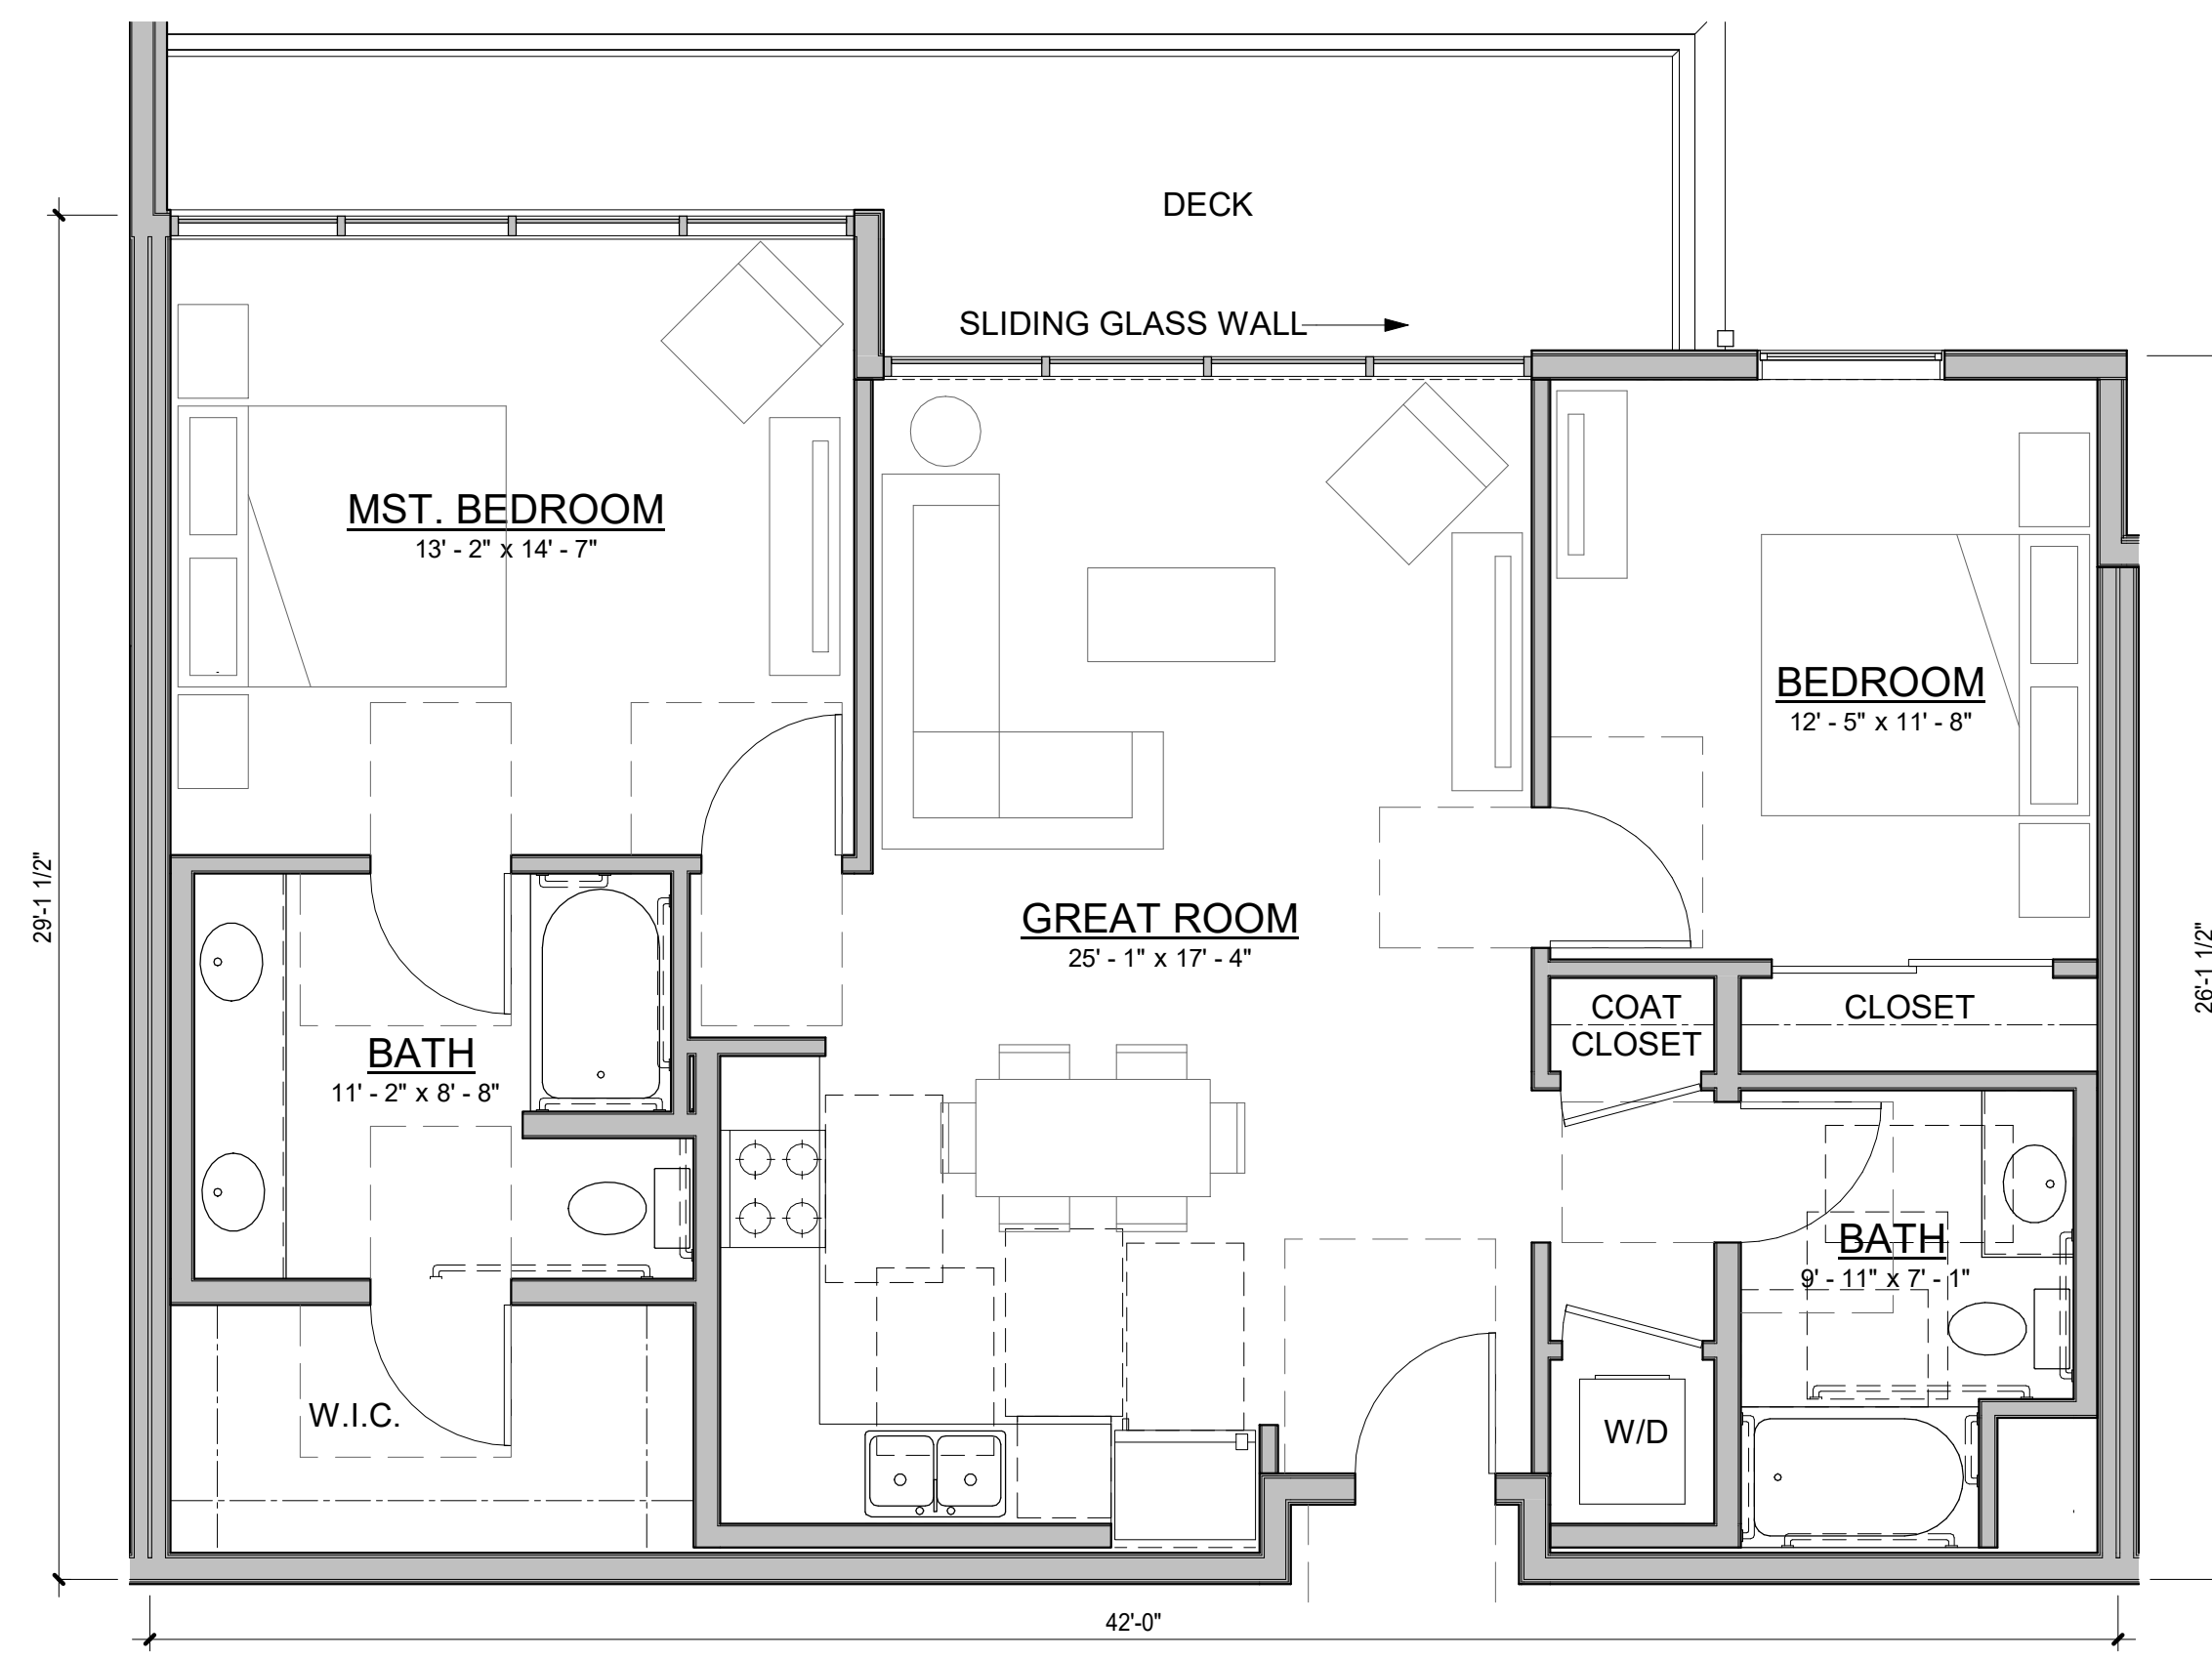 DECK
SLIDING GLASS WALL
MST. BEDROOM
13' - 2" x 14' - 7"
BEDROOM
12' - 5" x 11' - 8"
29'-1 1/2"
GREAT ROOM
25' - 1" x 17' - 4"
26'-1 1/2"
COAT
CLOSET
CLOSET
BATH
11' - 2" x 8' - 8"
BATH
9' - 11" x 7' - 1"
W.I.C.
W/D
42'-0"